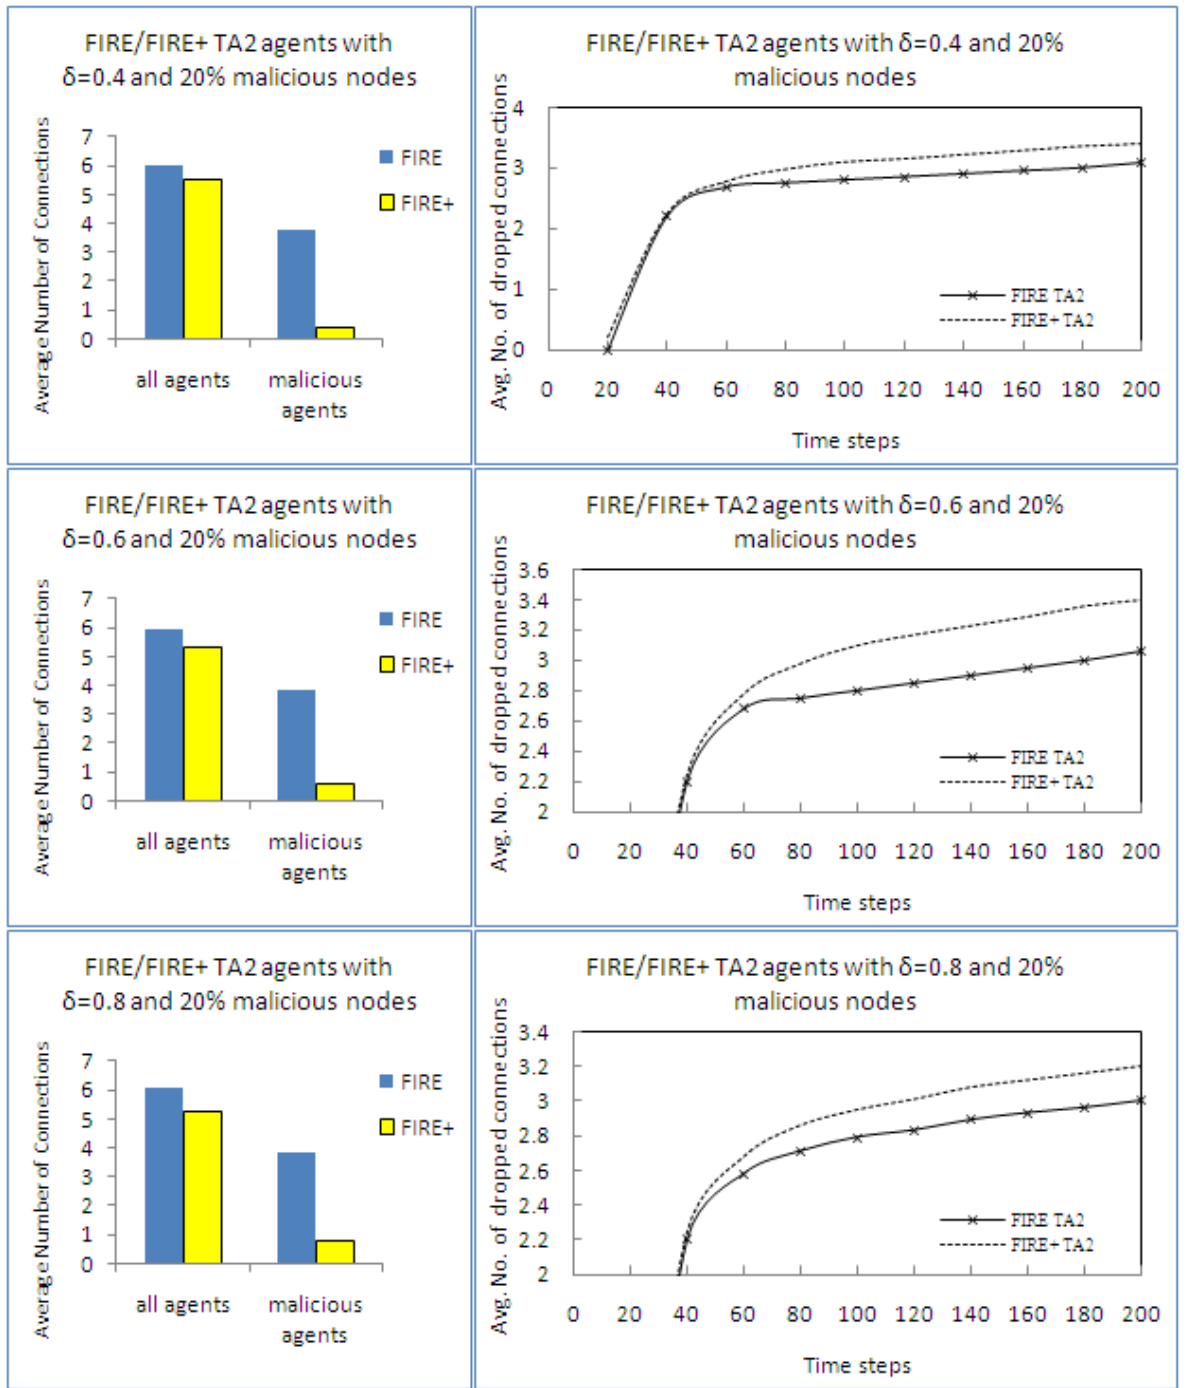 FIRE/FIRE+ TA2 agents with
δ=0.4 and 20% malicious nodes
Average Number of Connections
7
6
5
4
3
2
1
0
all agents
malicious
agents
FIRE
FIRE+
FIRE/FIRE+ TA2 agents with δ=0.4 and 20%
malicious nodes
Avg. No. of dropped connections
4
3
2
1
0
FIRE TA2
FIRE+ TA2
0 20 40 60 80 100 120 140 160 180 200
Time steps
FIRE/FIRE+ TA2 agents with
δ=0.6 and 20% malicious nodes
Average Number of Connections
7
6
5
4
3
2
1
0
all agents
malicious
agents
FIRE
FIRE+
FIRE/FIRE+ TA2 agents with δ=0.6 and 20%
malicious nodes
Avg. No. of dropped connections
3.6
3.4
3.2
3
2.8
2.6
2.4
2.2
2
FIRE TA2
FIRE+ TA2
0 20 40 60 80 100 120 140 160 180 200
Time steps
FIRE/FIRE+ TA2 agents with
δ=0.8 and 20% malicious nodes
Average Number of Connections
7
6
5
4
3
2
1
0
all agents
malicious
agents
FIRE
FIRE+
FIRE/FIRE+ TA2 agents with δ=0.8 and 20%
malicious nodes
Avg. No. of dropped connections
3.4
3.2
3
2.8
2.6
2.4
2.2
2
FIRE TA2
FIRE+ TA2
0 20 40 60 80 100 120 140 160 180 200
Time steps